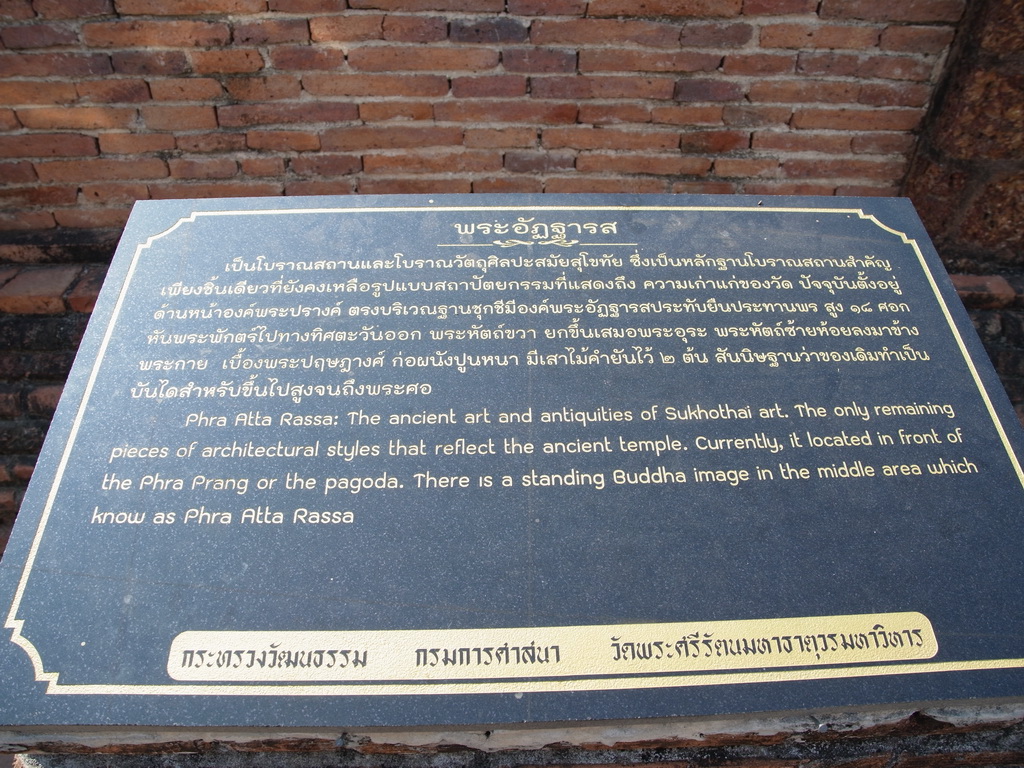 พระอัฏฐารส
เป็นโบราณสถานและโบราณวัตถุศิลปะสมัยสุโขทัย ซึ่งเป็นหลักฐานโบราณสถานสำคัญ
เพียงชิ้นเดียวที่ยังคงเหลือรูปแบบสถาปัตยกรรมที่แสดงถึง ความเก่าแก่ของวัด ปัจจุบันตั้งอยู่
ด้านหน้าองค์พระปรางค์ ตรงบริเวณฐานชุกชีมีองค์พระอัฏฐารสประทับยืนประทานพร สูง ๑๘ ศอก
หันพระพักตร์ไปทางทิศตะวันออก พระหัตถ์ขวา ยกขึ้นเสมอพระอุระ พระหัตถ์ซ้ายห้อยลงมาข้าง
พระกาย เบื้องพระปฤษฎางค์ ก่อผนังปูนหนา มีเสาไม้ค้ำยันไว้ ๒ ต้น สันนิษฐานว่าของเดิมทำเป็น
บันไดสำหรับขึ้นไปสูงจนถึงพระศอ
Phra Atta Rassa: The ancient art and antiquities of Sukhothai art. The only remaining
pieces of architectural styles that reflect the ancient temple. Currently, it located in front of
the Phra Prang or the pagoda. There is a standing Buddha image in the middle area which
know as Phra Atta Rassa
กระทรวงวัฒนธรรม กรมการศาสนา วัดพระศรีรัตนมหาธาตุวรมหาวิหาร